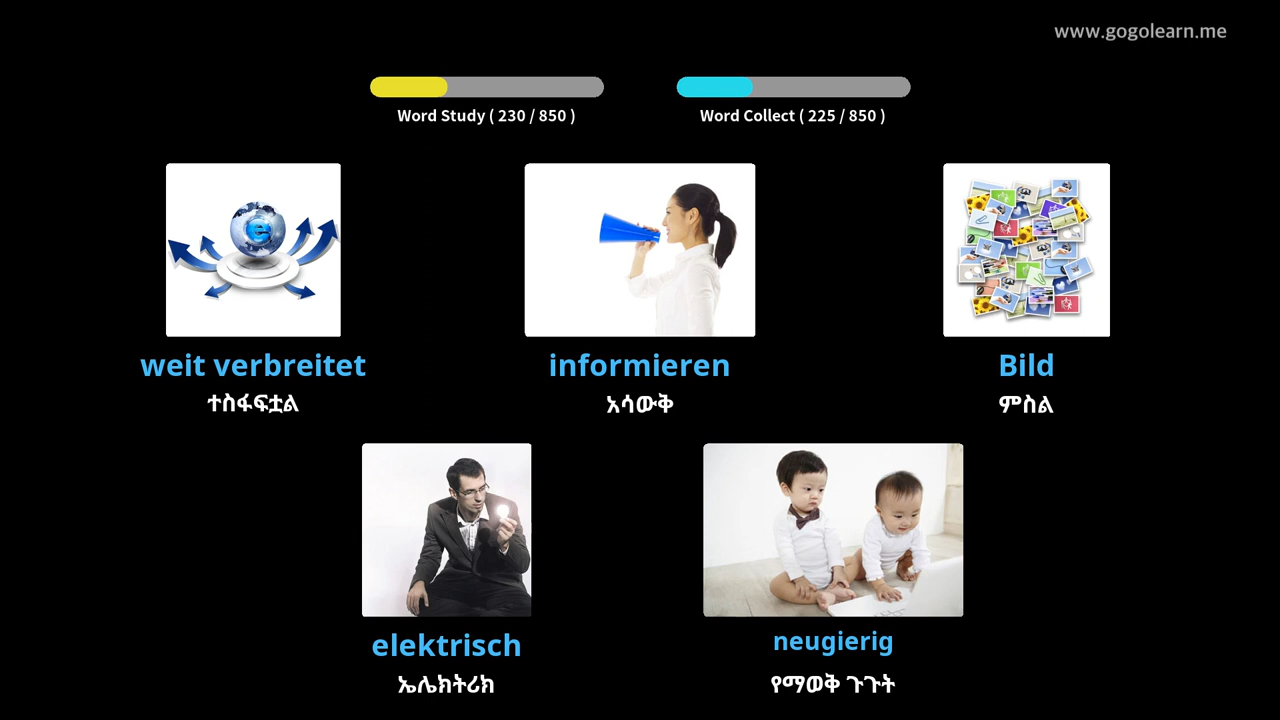 www.gogolearn.me
Word Study ( 230 / 850 )
Word Collect ( 225 / 850 )
weit verbreitet
ተስፋፍቷል
informieren
አሳውቅ
Bild
ምስል
elektrisch
ኤሌክትሪክ
neugierig
የማወቅ ጉጉት